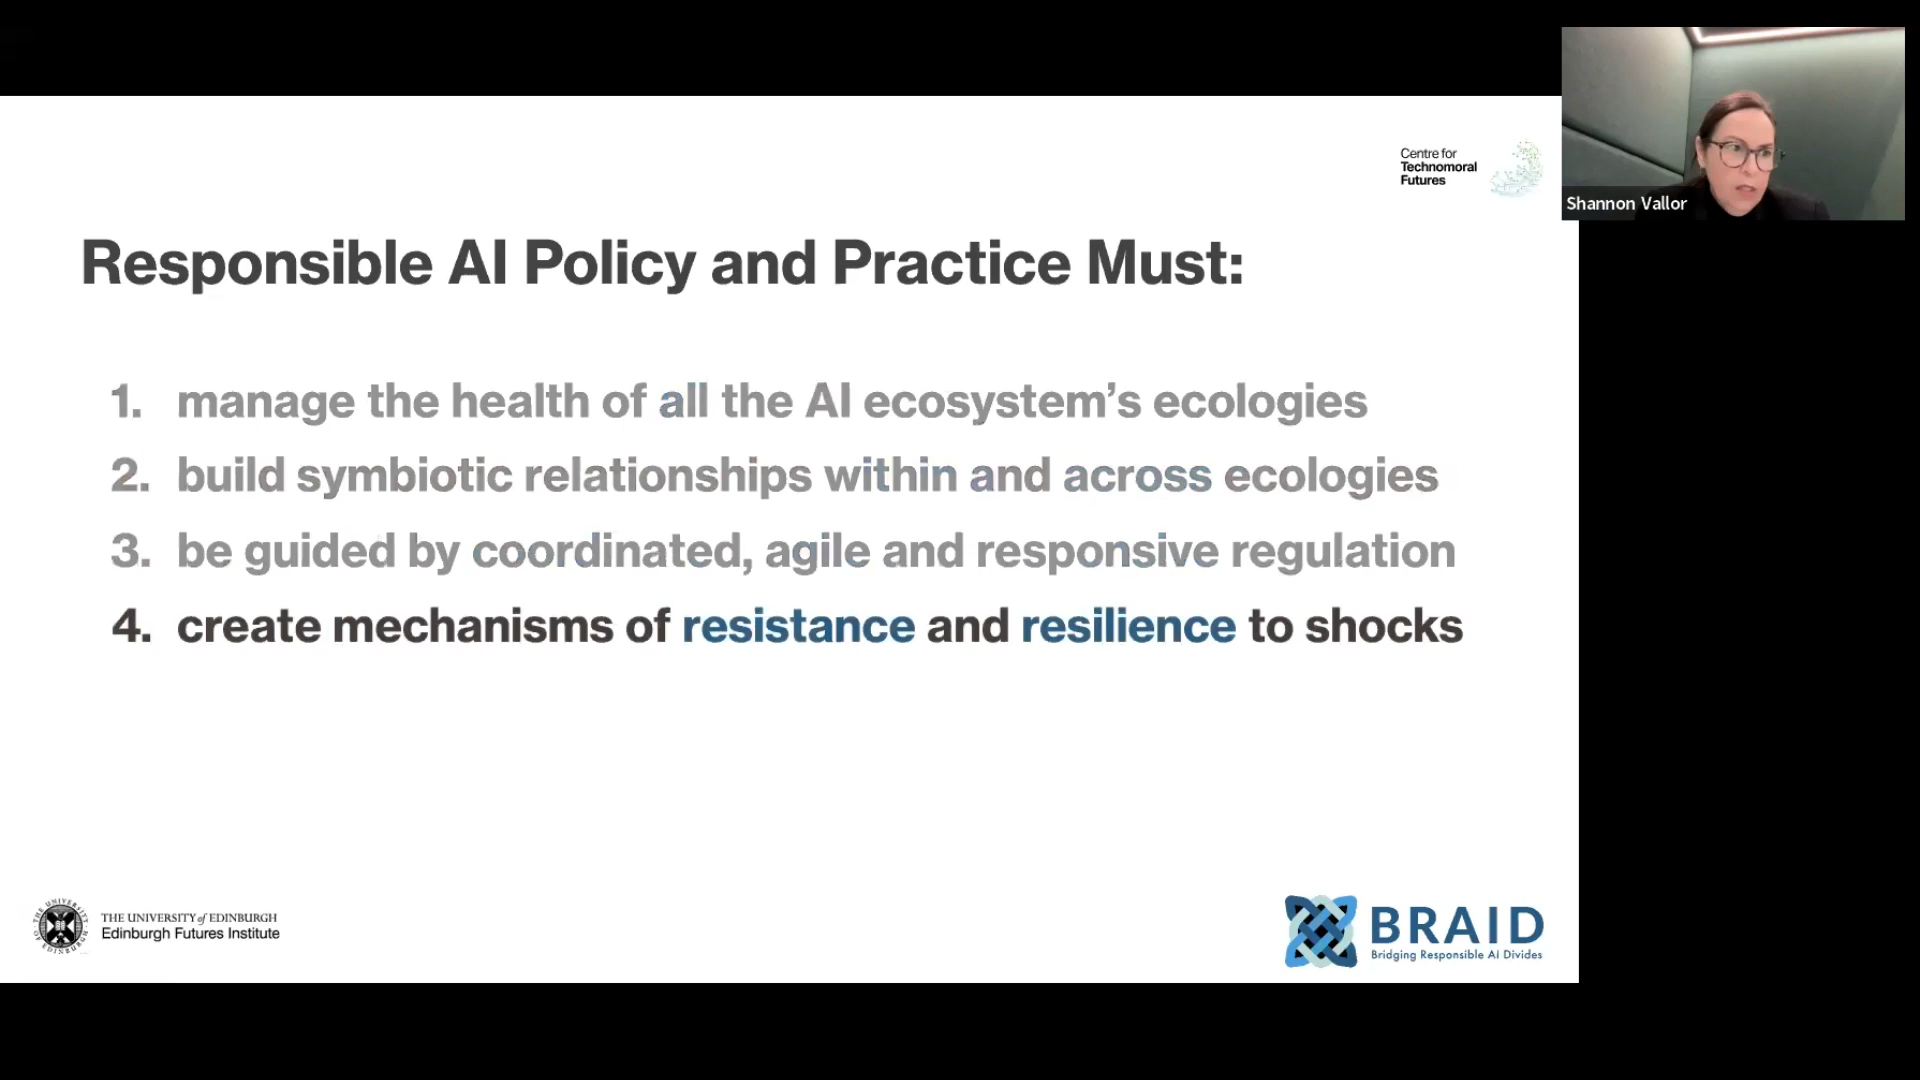 Centre for
Technomoral
Futures
Shannon Vallor
Responsible AI Policy and Practice Must:
1. manage the health of all the AI ecosystem’s ecologies
2. build symbiotic relationships within and across ecologies
3. be guided by coordinated, agile and responsive regulation
4. create mechanisms of resistance and resilience to shocks
THE UNIVERSITY of EDINBURGH
Edinburgh Futures Institute
BRAID
Bridging Responsible AI Divides